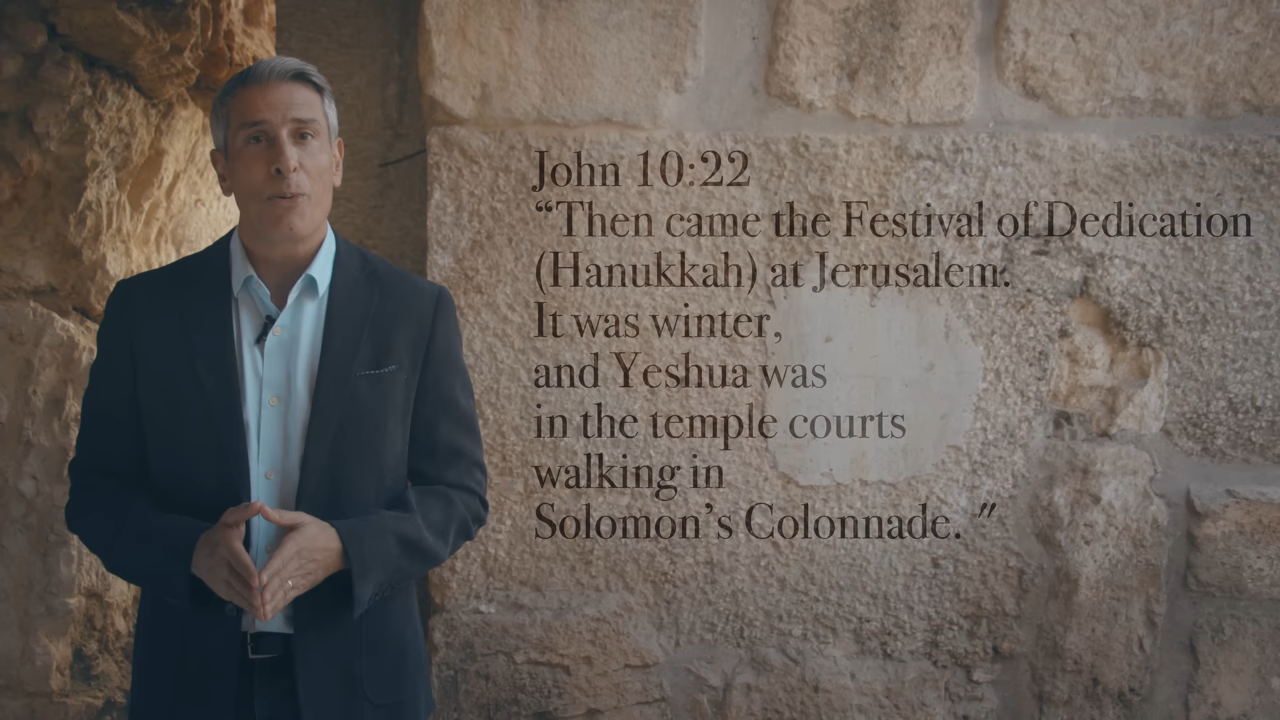 John 10:22
“Then came the Festival of Dedication
(Hanukkah) at Jerusalem.
It was winter,
and Yeshua was
in the temple courts
walking in
Solomon’s Colonnade. "